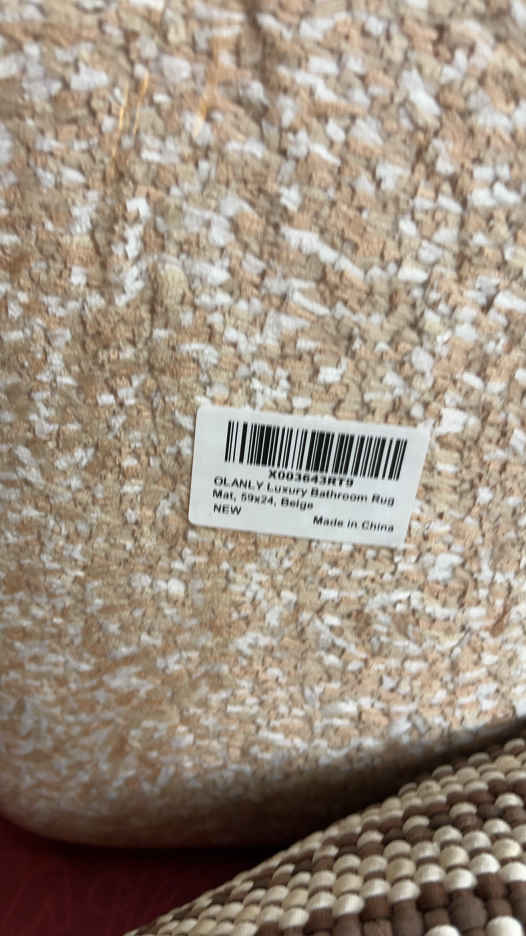 X003643RT9
OLANLY Luxury Bathroom Rug
Mat, 59x24, Beige
NEW
Made in China